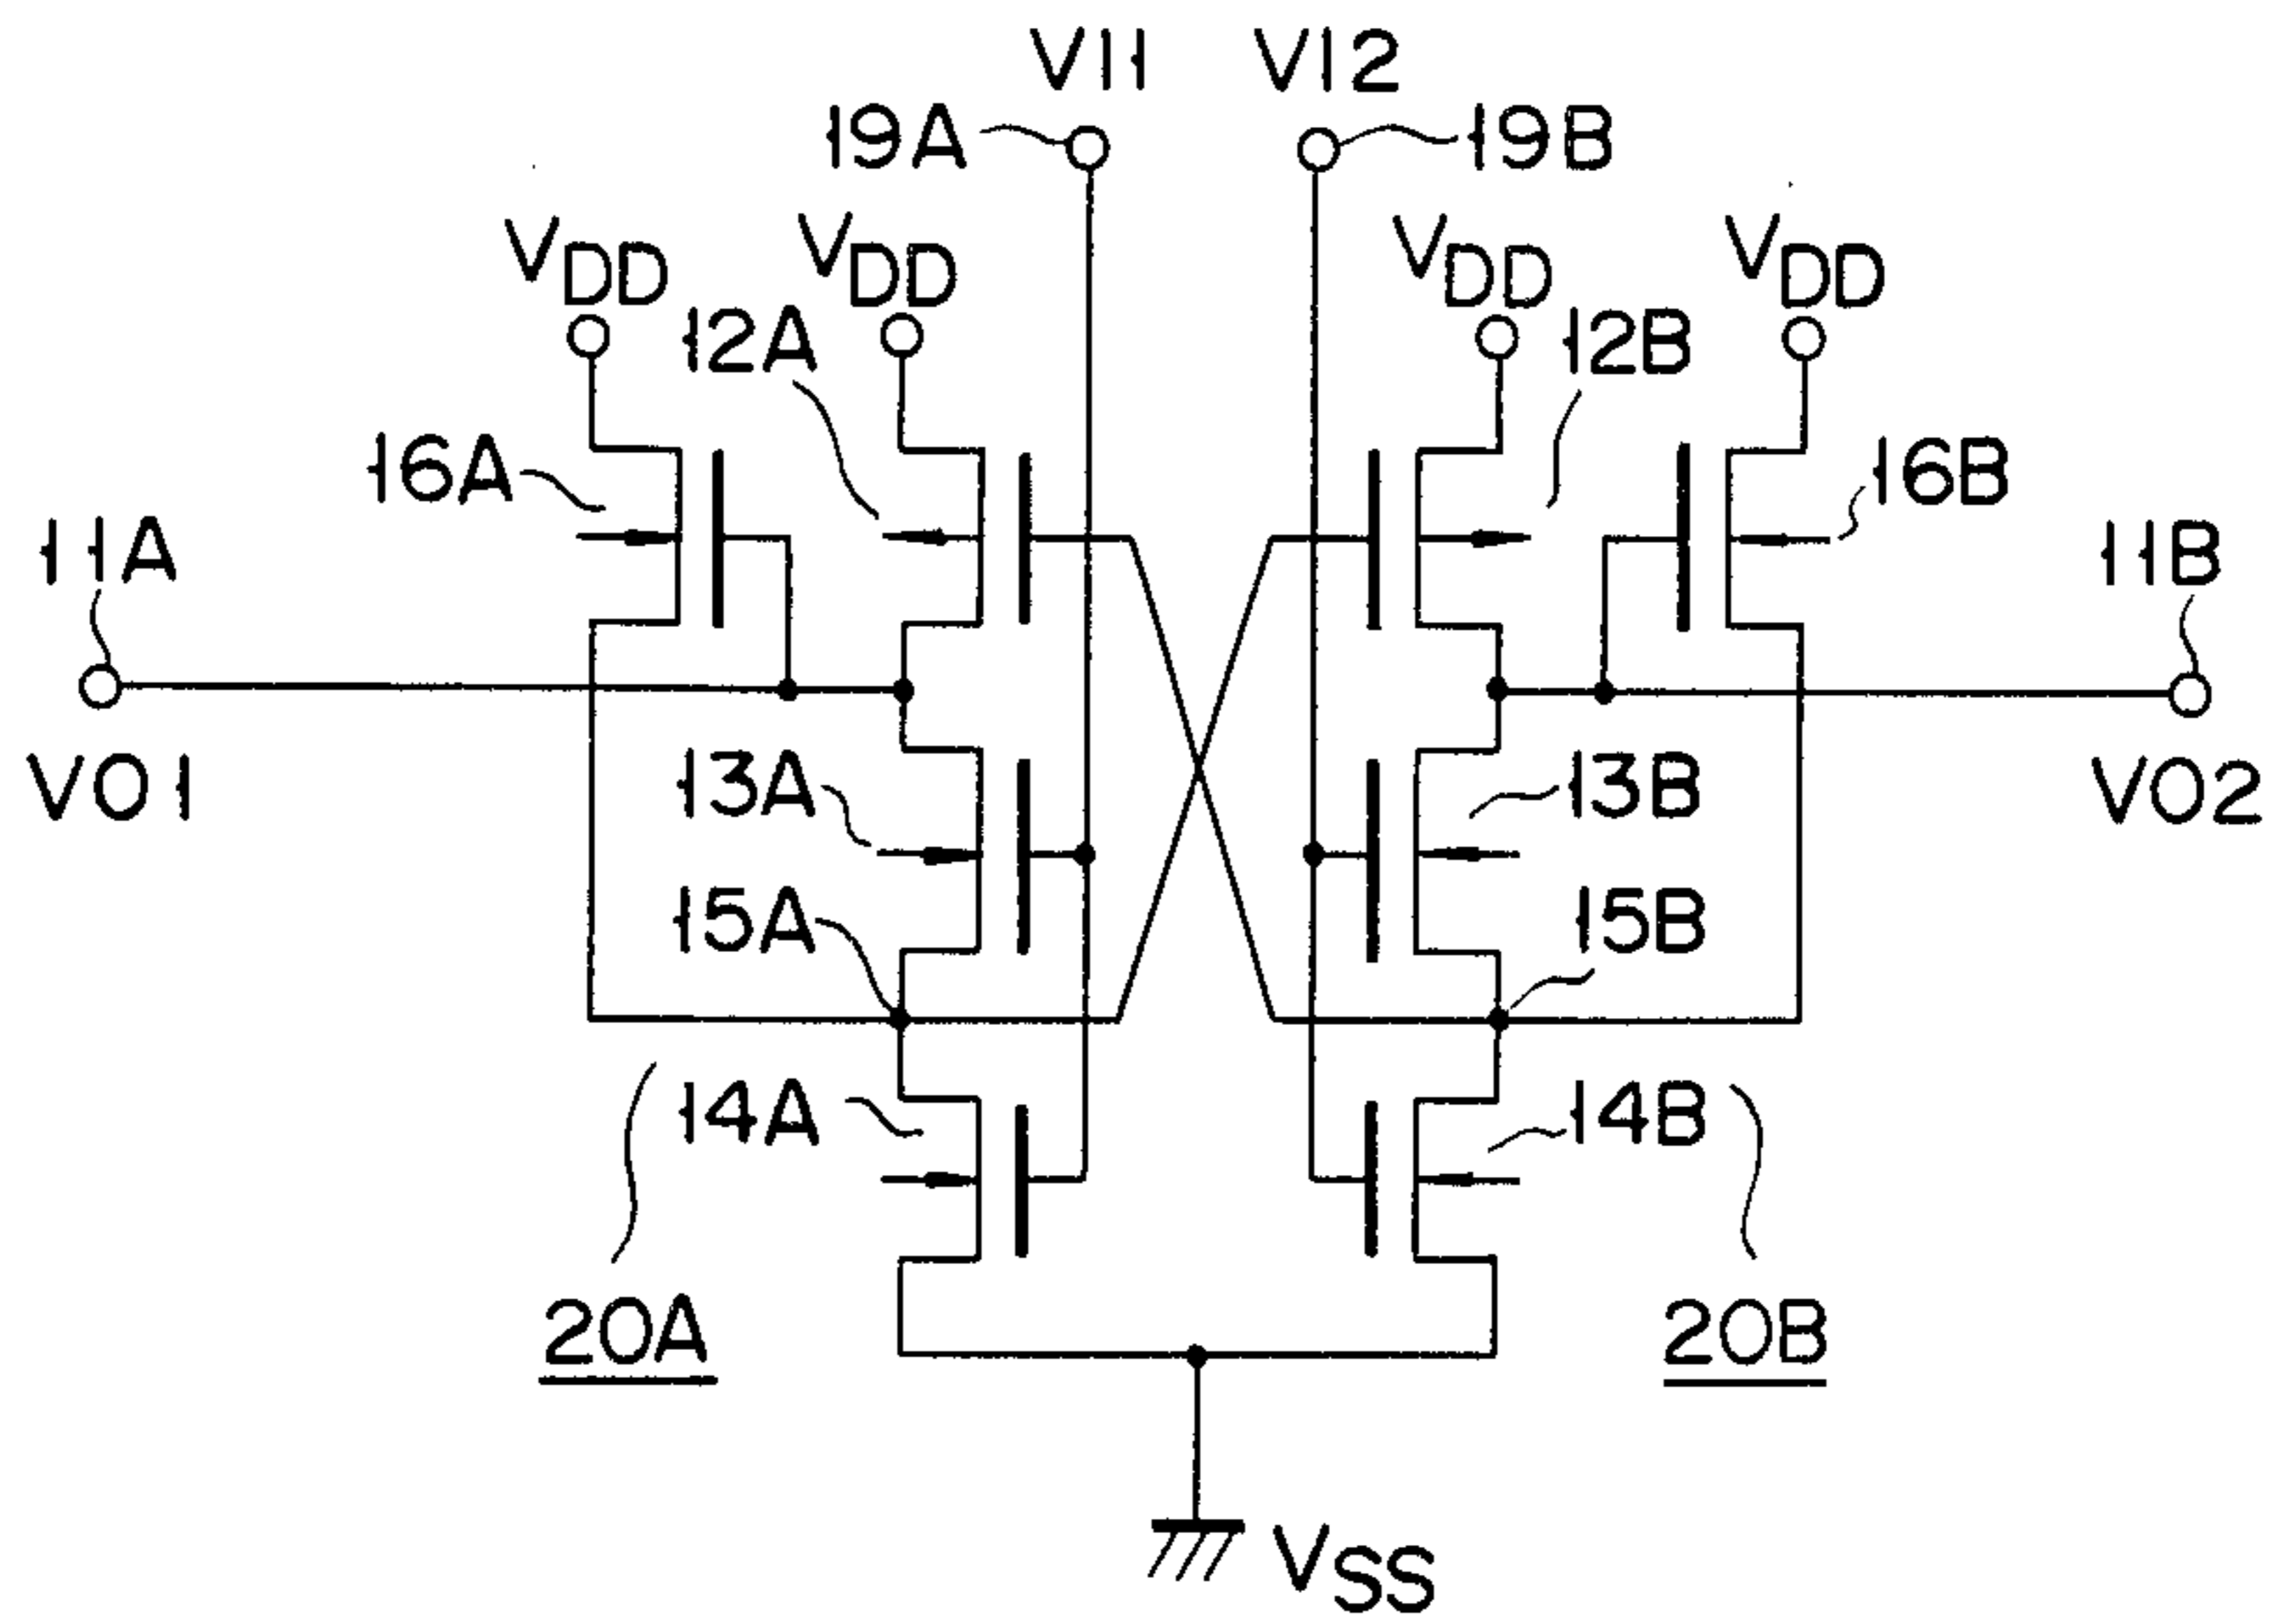 VI1 VI2
19A 19B
VDD VDD VDD VDD
12A 12B
16A 16B
11A 11B
VO1 13A 13B VO2
15A 15B
14A 14B
20A 20B
VSS